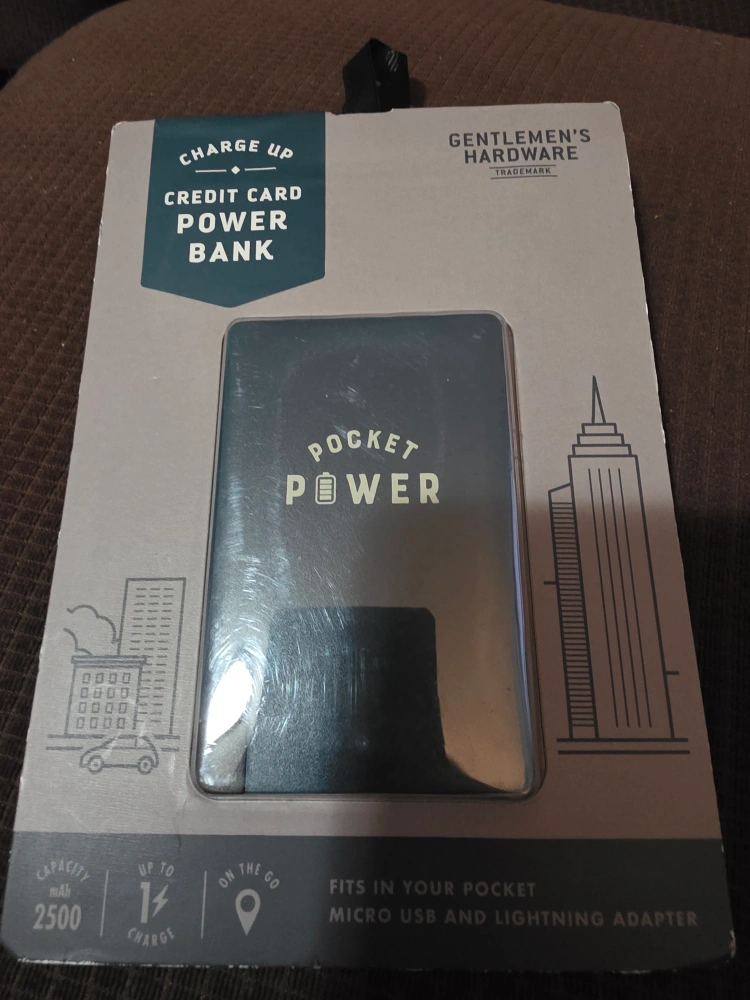 CHARGE UP
CREDIT CARD
POWER
BANK
GENTLEMEN'S
HARDWARE
TRADEMARK
POCKET
POWER
CAPACITY
mAh
2500
UP TO
1
CHARGE
ON THE GO
FITS IN YOUR POCKET
MICRO USB AND LIGHTNING ADAPTER